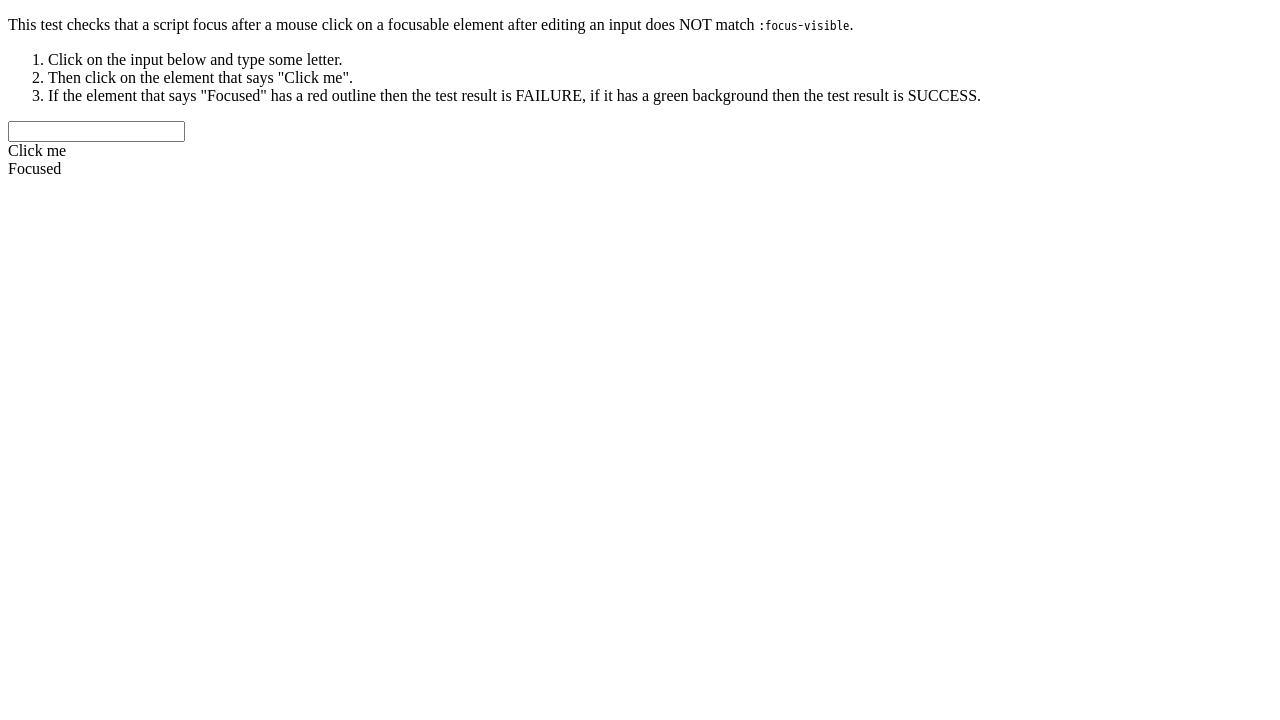 This test checks that a script focus after a mouse click on a focusable element after editing an input does NOT match :focus-visible.
1. Click on the input below and type some letter.
2. Then click on the element that says "Click me".
3. If the element that says "Focused" has a red outline then the test result is FAILURE, if it has a green background then the test result is SUCCESS.
Click me
Focused